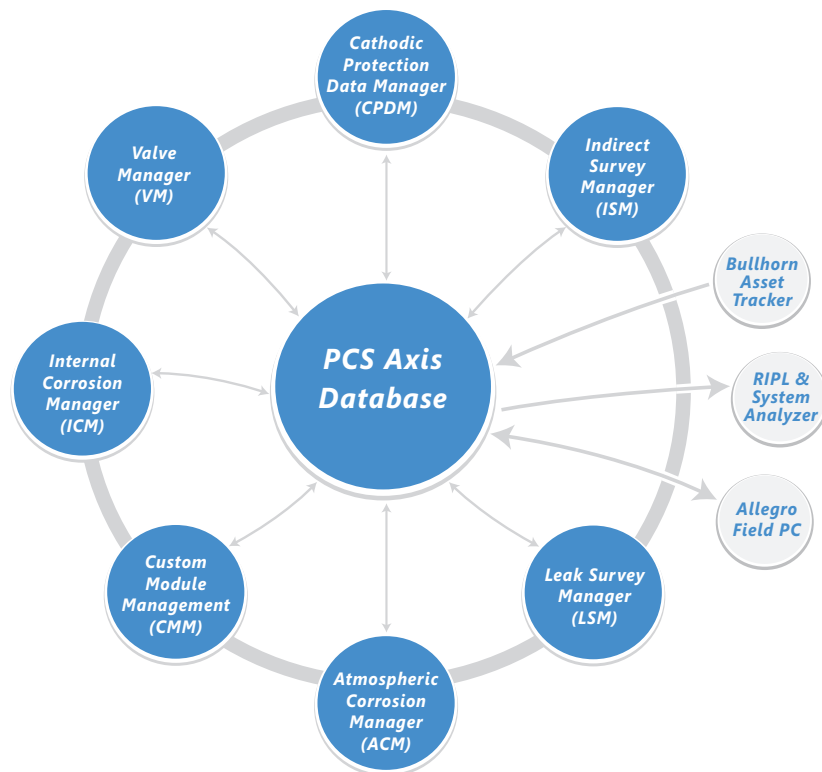 Cathodic
Protection
Data Manager
(CPDM)
Valve
Manager
(VM)
Indirect
Survey
Manager
(ISM)
Bullhorn
Asset
Tracker
PCS Axis
Database
Internal
Corrosion
Manager
(ICM)
RIPL &
System
Analyzer
Allegro
Field PC
Custom
Module
Management
(CMM)
Leak Survey
Manager
(LSM)
Atmospheric
Corrosion
Manager
(ACM)